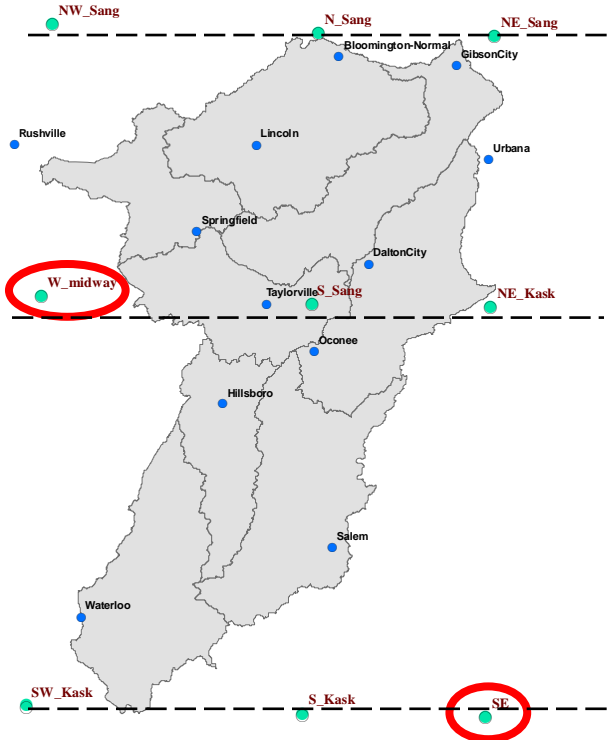 NW_Sang
N_Sang
NE_Sang
Bloomington-Normal
GibsonCity
Rushville
Lincoln
Urbana
Springfield
DaltonCity
W_midway
Taylorville
S_Sang
NE_Kask
Oconee
Hillsboro
Salem
Waterloo
SW_Kask
S_Kask
SE